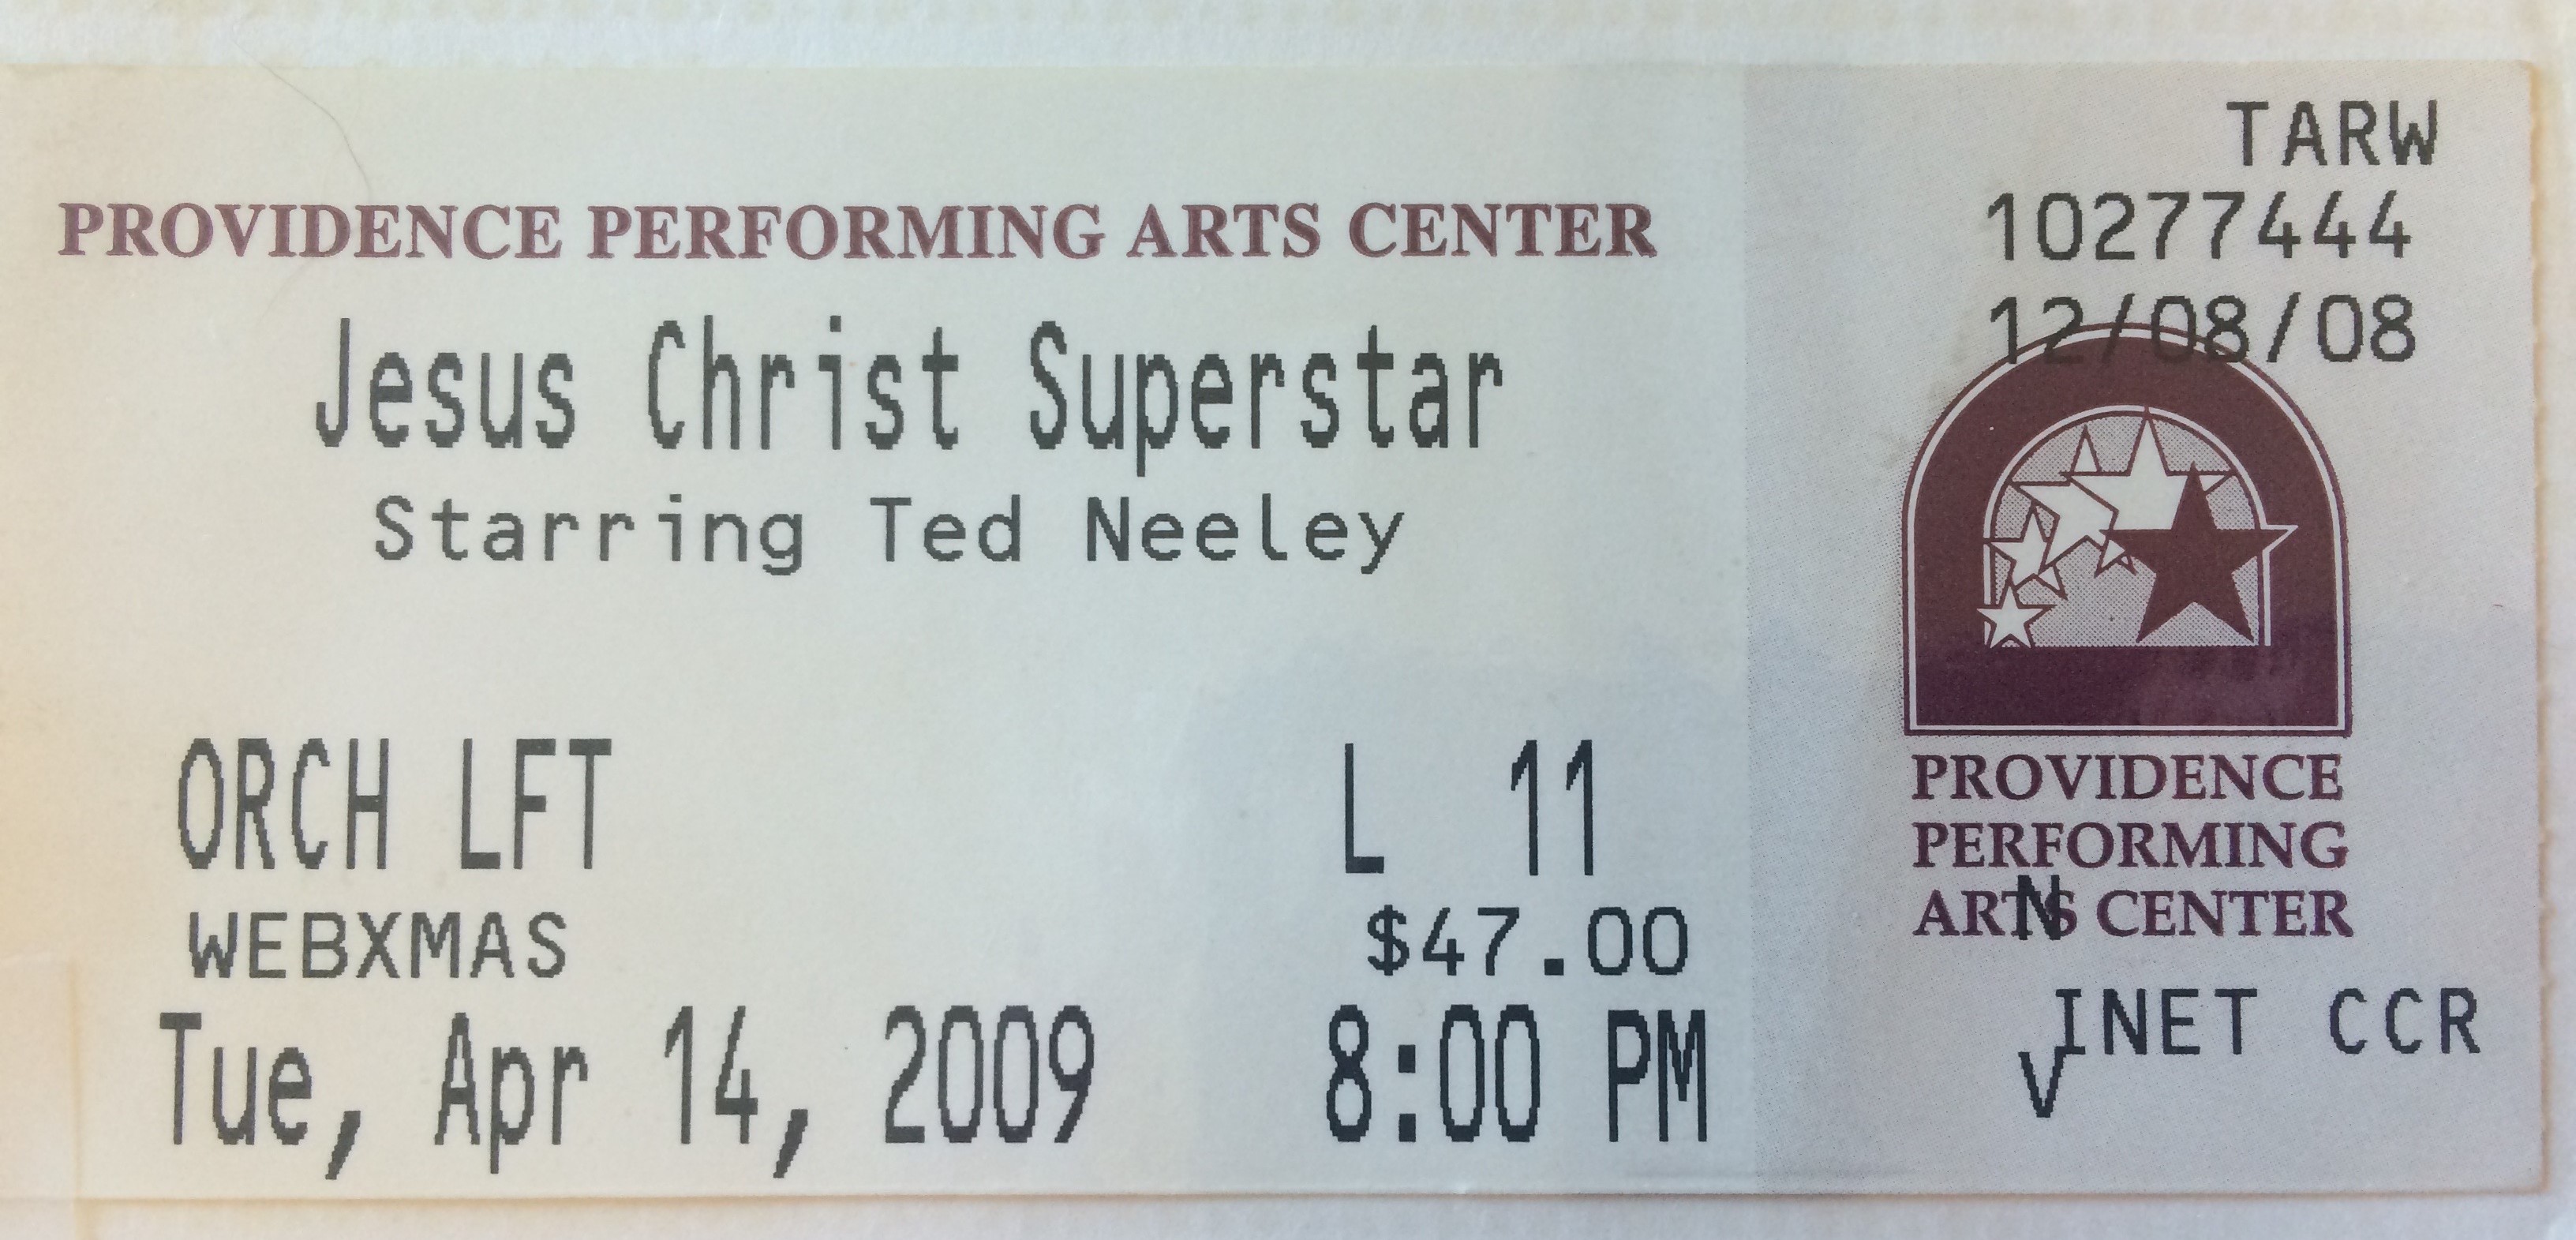 PROVIDENCE PERFORMING ARTS CENTER
Jesus Christ Superstar
Starring Ted Neeley
ORCH LFT L 11
WEBXMAS $47.00
Tue, Apr 14, 2009 8:00 PM
TARW
10277444
12/08/08
PROVIDENCE
PERFORMING
ARTS CENTER
N
INET CCR
V